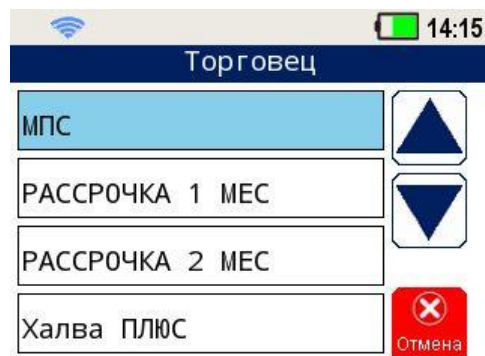 14:15
Торговец
МПС
РАССРОЧКА 1 МЕС
РАССРОЧКА 2 МЕС
Халва ПЛЮС
Отмена